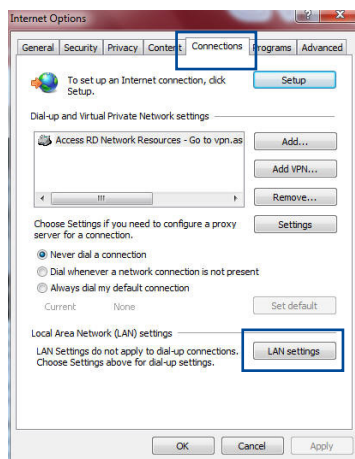 Internet Options
General Security Privacy Content Connections Programs Advanced
To set up an Internet connection, click
Setup.
Setup
Dial-up and Virtual Private Network settings
Access RD Network Resources - Go to vpn.as
Add...
Add VPN...
Remove...
Choose Settings if you need to configure a proxy
server for a connection.
Settings
Never dial a connection
Dial whenever a network connection is not present
Always dial my default connection
Current None
Set default
Local Area Network (LAN) settings
LAN Settings do not apply to dial-up connections.
Choose Settings above for dial-up settings.
LAN settings
OK Cancel Apply